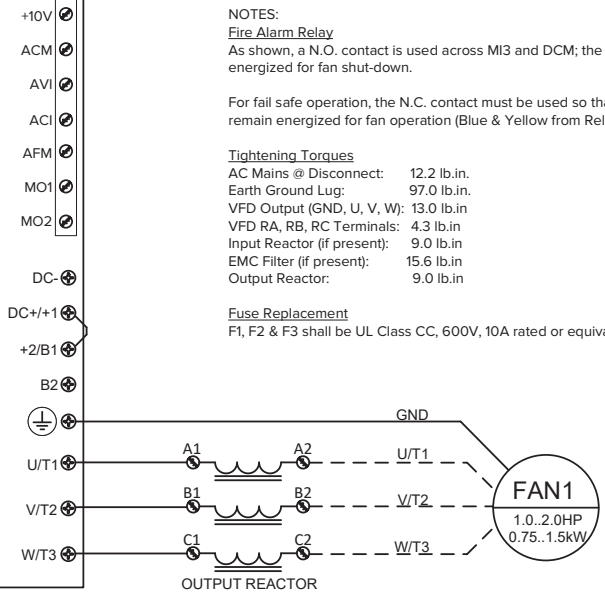 +10V
ACM
AVI
ACI
AFM
MO1
MO2
DC-
DC+/+1
+2/B1
B2
U/T1
V/T2
W/T3
NOTES:
Fire Alarm Relay
As shown, a N.O. contact is used across MI3 and DCM; the
energized for fan shut-down.
For fail safe operation, the N.C. contact must be used so tha
remain energized for fan operation (Blue & Yellow from Rel
Tightening Torques
AC Mains @ Disconnect: 12.2 lb.in.
Earth Ground Lug: 97.0 lb.in.
VFD Output (GND, U, V, W): 13.0 lb.in
VFD RA, RB, RC Terminals: 4.3 lb.in
Input Reactor (if present): 9.0 lb.in
EMC Filter (if present): 15.6 lb.in
Output Reactor: 9.0 lb.in
Fuse Replacement
F1, F2 & F3 shall be UL Class CC, 600V, 10A rated or equiva
GND
A1 A2 U/T1
B1 B2 V/T2
C1 C2 W/T3
OUTPUT REACTOR
FAN1
1.0..2.0HP
0.75..1.5kW